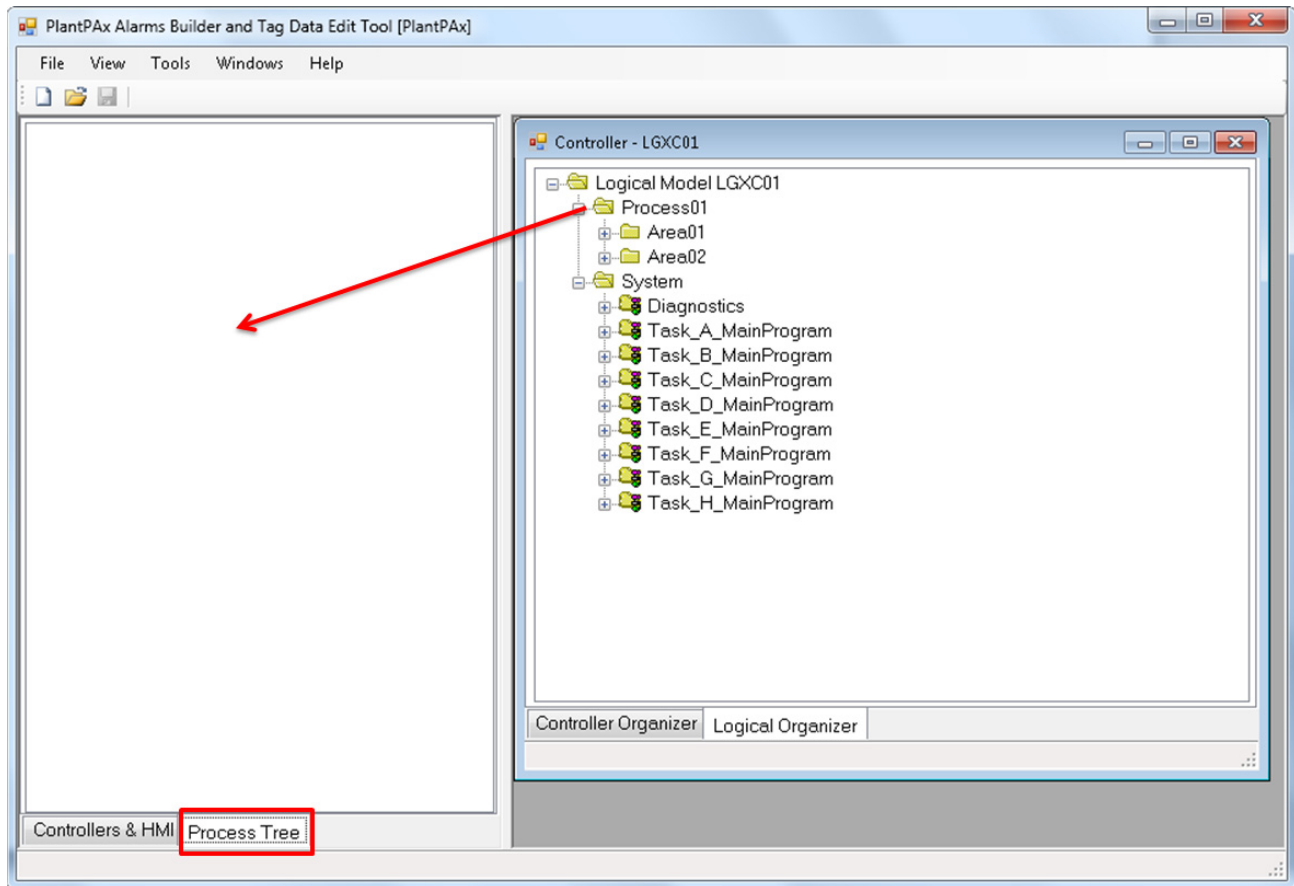 PlantPAx Alarms Builder and Tag Data Edit Tool [PlantPAx]
File View Tools Windows Help
Controller - LGXC01
Logical Model LGXC01
Process01
Area01
Area02
System
Diagnostics
Task_A_MainProgram
Task_B_MainProgram
Task_C_MainProgram
Task_D_MainProgram
Task_E_MainProgram
Task_F_MainProgram
Task_G_MainProgram
Task_H_MainProgram
Controller Organizer Logical Organizer
Controllers & HMI Process Tree